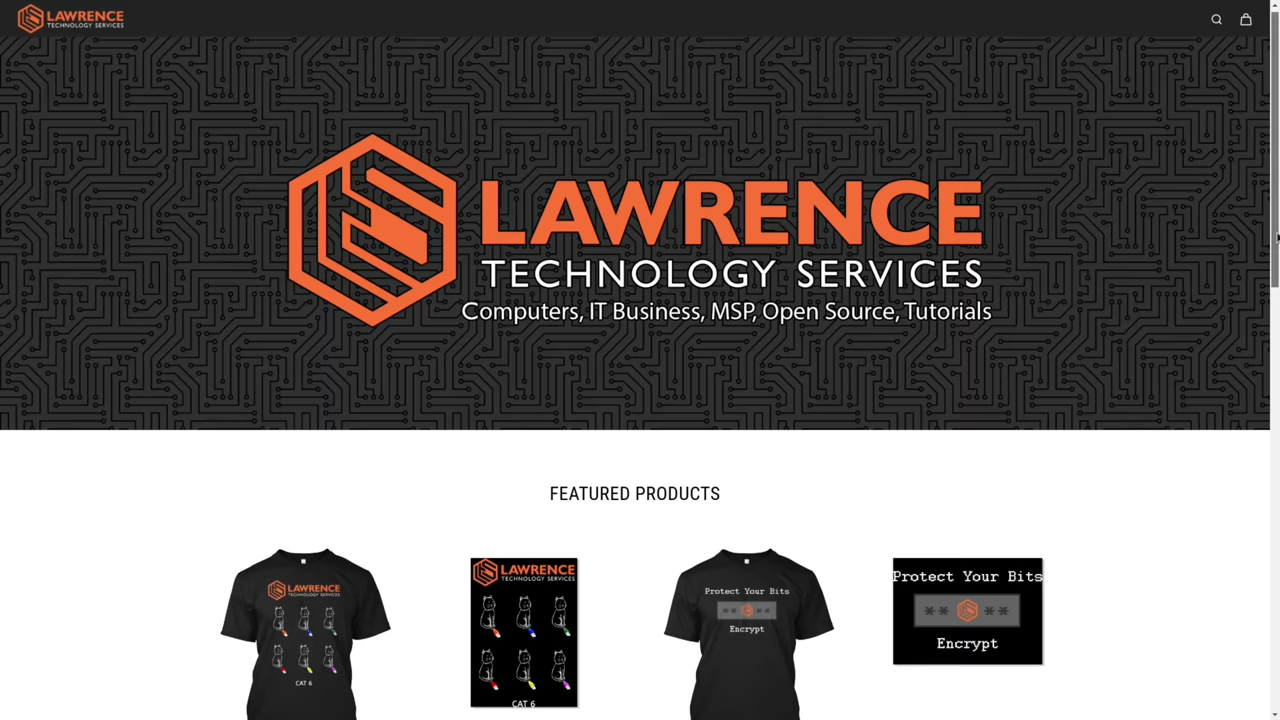 LAWRENCE
TECHNOLOGY SERVICES
LAWRENCE
TECHNOLOGY SERVICES
Computers, IT Business, MSP, Open Source, Tutorials
FEATURED PRODUCTS
LAWRENCE
TECHNOLOGY SERVICES
CAT 6
LAWRENCE
TECHNOLOGY SERVICES
CAT 6
Protect Your Bits
**
**
Encrypt
Protect Your Bits
**
**
Encrypt